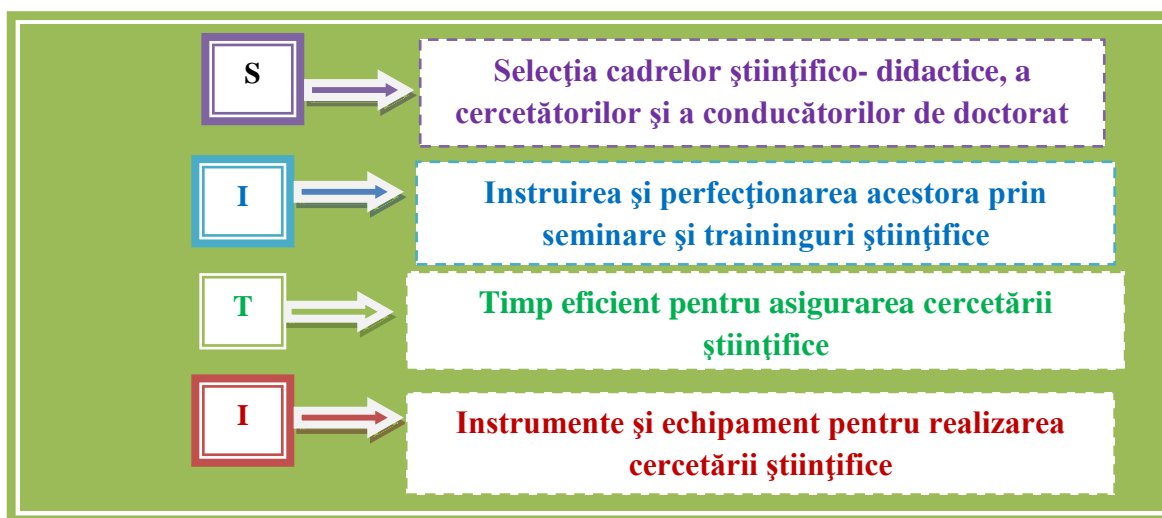 S
Selecţia cadrelor ştiinţifico- didactice, a
cercetătorilor şi a conducătorilor de doctorat
I
Instruirea şi perfecţionarea acestora prin
seminare şi traininguri ştiinţifice
T
Timp eficient pentru asigurarea cercetării
științifice
I
Instrumente şi echipament pentru realizarea
cercetării ştiinţifice